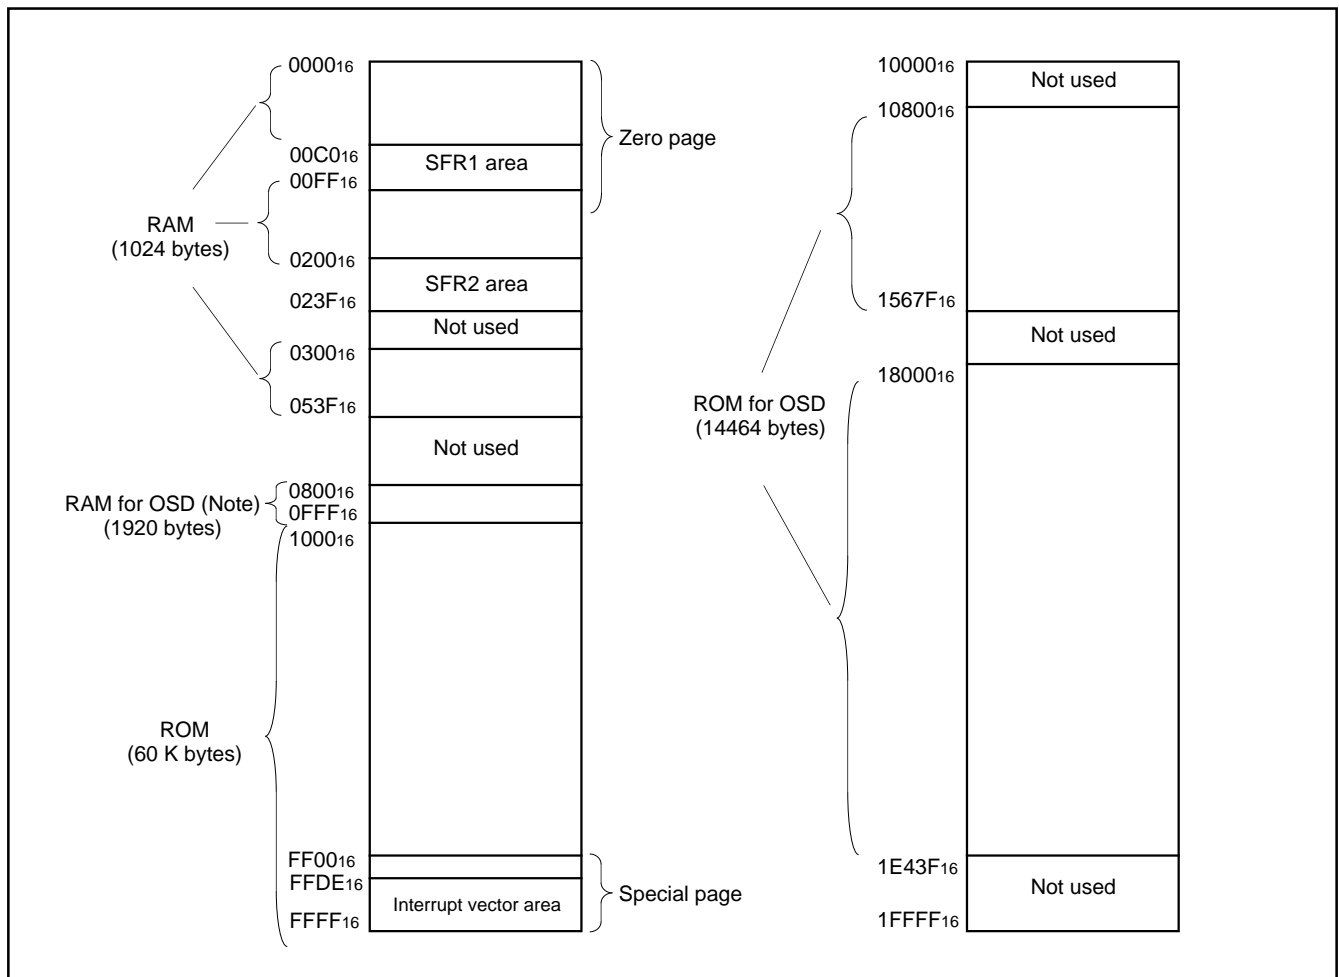 0000₁₆
00C0₁₆
SFR1 area
00FF₁₆
Zero page
RAM
(1024 bytes)
0200₁₆
SFR2 area
023F₁₆
Not used
0300₁₆
053F₁₆
Not used
0800₁₆
RAM for OSD (Note)
(1920 bytes)
0FFF₁₆
1000₁₆
ROM
(60 K bytes)
FF00₁₆
FFDE₁₆
Special page
Interrupt vector area
FFFF₁₆
10000₁₆
Not used
10800₁₆
1567F₁₆
Not used
18000₁₆
ROM for OSD
(14464 bytes)
1E43F₁₆
Not used
1FFFF₁₆